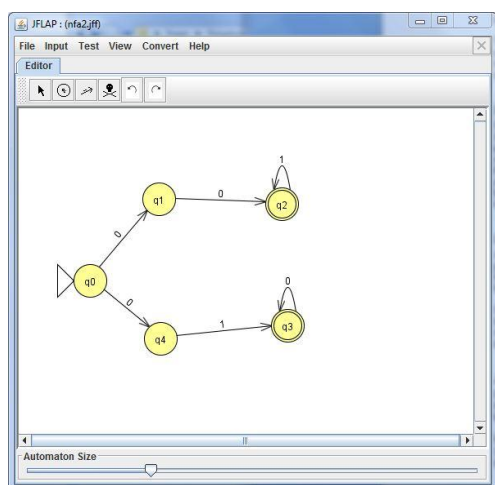 JFLAP : (nfa2.jff)
File Input Test View Convert Help
Editor
1
q1
0
q2
0
q0
0
0
q4
1
q3
Automaton Size